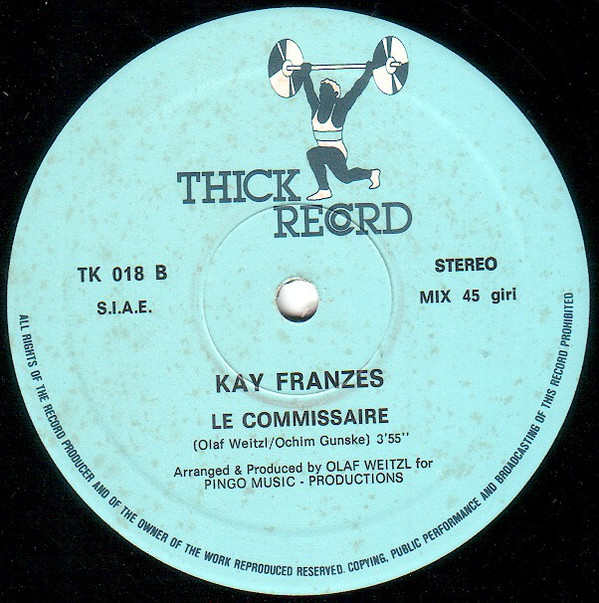 THICK
RECORD
TK 018 B
S.I.A.E.
STEREO
MIX 45 giri
KAY FRANZES
LE COMMISSAIRE
(Olaf Weitzl/Ochim Gunske) 3'55''
Arranged & Produced by OLAF WEITZL for
PINGO MUSIC - PRODUCTIONS
ALL RIGHTS OF THE RECORD PRODUCER AND OF THE OWNER OF THE WORK REPRODUCED RESERVED. COPYING, PUBLIC PERFORMANCE AND BROADCASTING OF THIS RECORD PROHIBITED